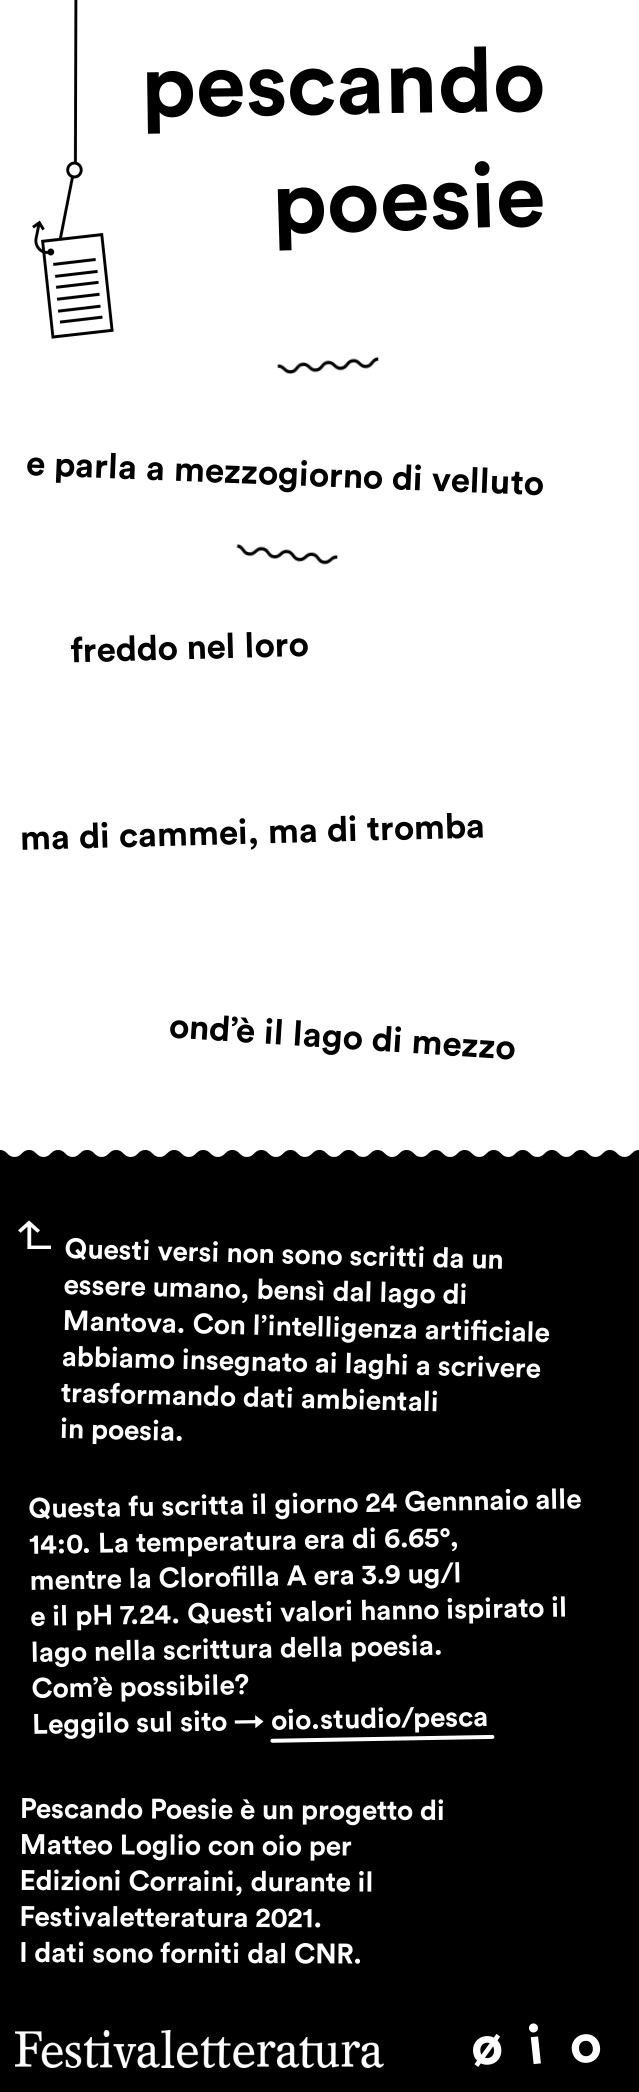 pescando
poesie
e parla a mezzogiorno di velluto
freddo nel loro
ma di cammei, ma di tromba
ond’è il lago di mezzo
Questi versi non sono scritti da un
essere umano, bensì dal lago di
Mantova. Con l’intelligenza artificiale
abbiamo insegnato ai laghi a scrivere
trasformando dati ambientali
in poesia.
Questa fu scritta il giorno 24 Gennnaio alle
14:0. La temperatura era di 6.65°,
mentre la Clorofilla A era 3.9 ug/l
e il pH 7.24. Questi valori hanno ispirato il
lago nella scrittura della poesia.
Com’è possibile?
Leggilo sul sito → oio.studio/pesca
Pescando Poesie è un progetto di
Matteo Loglio con oio per
Edizioni Corraini, durante il
Festivaletteratura 2021.
I dati sono forniti dal CNR.
Festivaletteratura ø i o